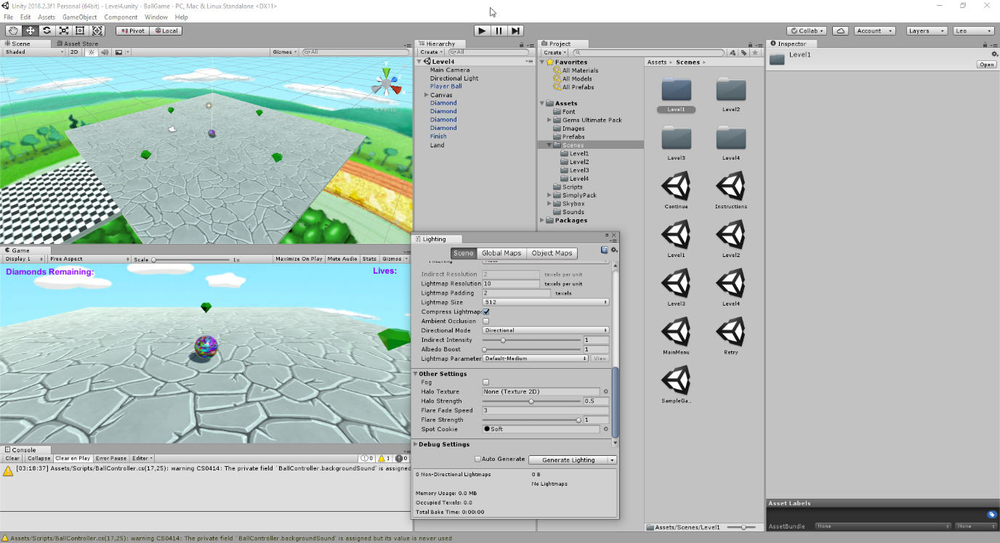 Unity 2018.2.3f1 Personal (64bit) - Level4.unity - BallGame - PC, Mac & Linux Standalone <DX11>
File Edit Assets GameObject Component Window Help
Pivot Local Collab Account Layers Leo
Scene Asset Store
Shaded 2D Gizmos All
Persp
Hierarchy
Create All
Level4
Main Camera
Directional Light
Player Ball
Canvas
Diamond
Diamond
Diamond
Diamond
Finish
Land
Project
Create
Favorites
All Materials
All Models
All Prefabs
Assets
Font
Gems Ultimate Pack
Images
Prefabs
Scenes
Level1
Level2
Level3
Level4
Scripts
SimplyPack
Skybox
Sounds
Packages
Assets Scenes
Level1 Level2
Level3 Level4
Continue Instructions
Level1 Level2
Level3 Level4
MainMenu Retry
SampleGa..
Assets/Scenes/Level1
Inspector
Level1
Open
Asset Labels
AssetBundle None None
Game
Display 1 Free Aspect Scale 1x Maximize On Play Mute Audio Stats Gizmos
Diamonds Remaining: Lives:
Lighting
Scene Global Maps Object Maps
Indirect Resolution 2 texels per unit
Lightmap Resolution 10 texels per unit
Lightmap Padding 2 texels
Lightmap Size 512
Compress Lightmaps
Ambient Occlusion
Directional Mode Directional
Indirect Intensity 1
Albedo Boost 1
Lightmap Parameter Default-Medium View
Other Settings
Fog
Halo Texture None (Texture 2D)
Halo Strength 0.5
Flare Fade Speed 3
Flare Strength 1
Spot Cookie Soft
Debug Settings
Auto Generate Generate Lighting
0 Non-Directional Lightmaps 0 B
No Lightmaps
Memory Usage: 0.0 MB
Occupied Texels: 0.0
Total Bake Time: 0:00:00
Console
Clear Collapse Clear on Play Error Pause Editor 0 1 0
[03:18:37] Assets/Scripts/BallController.cs(17,25): warning CS0414: The private field `BallController.backgroundSound' is assigned
Assets/Scripts/BallController.cs(17,25): warning CS0414: The private field `BallController.backgroundSound' is assigned but its value is never used